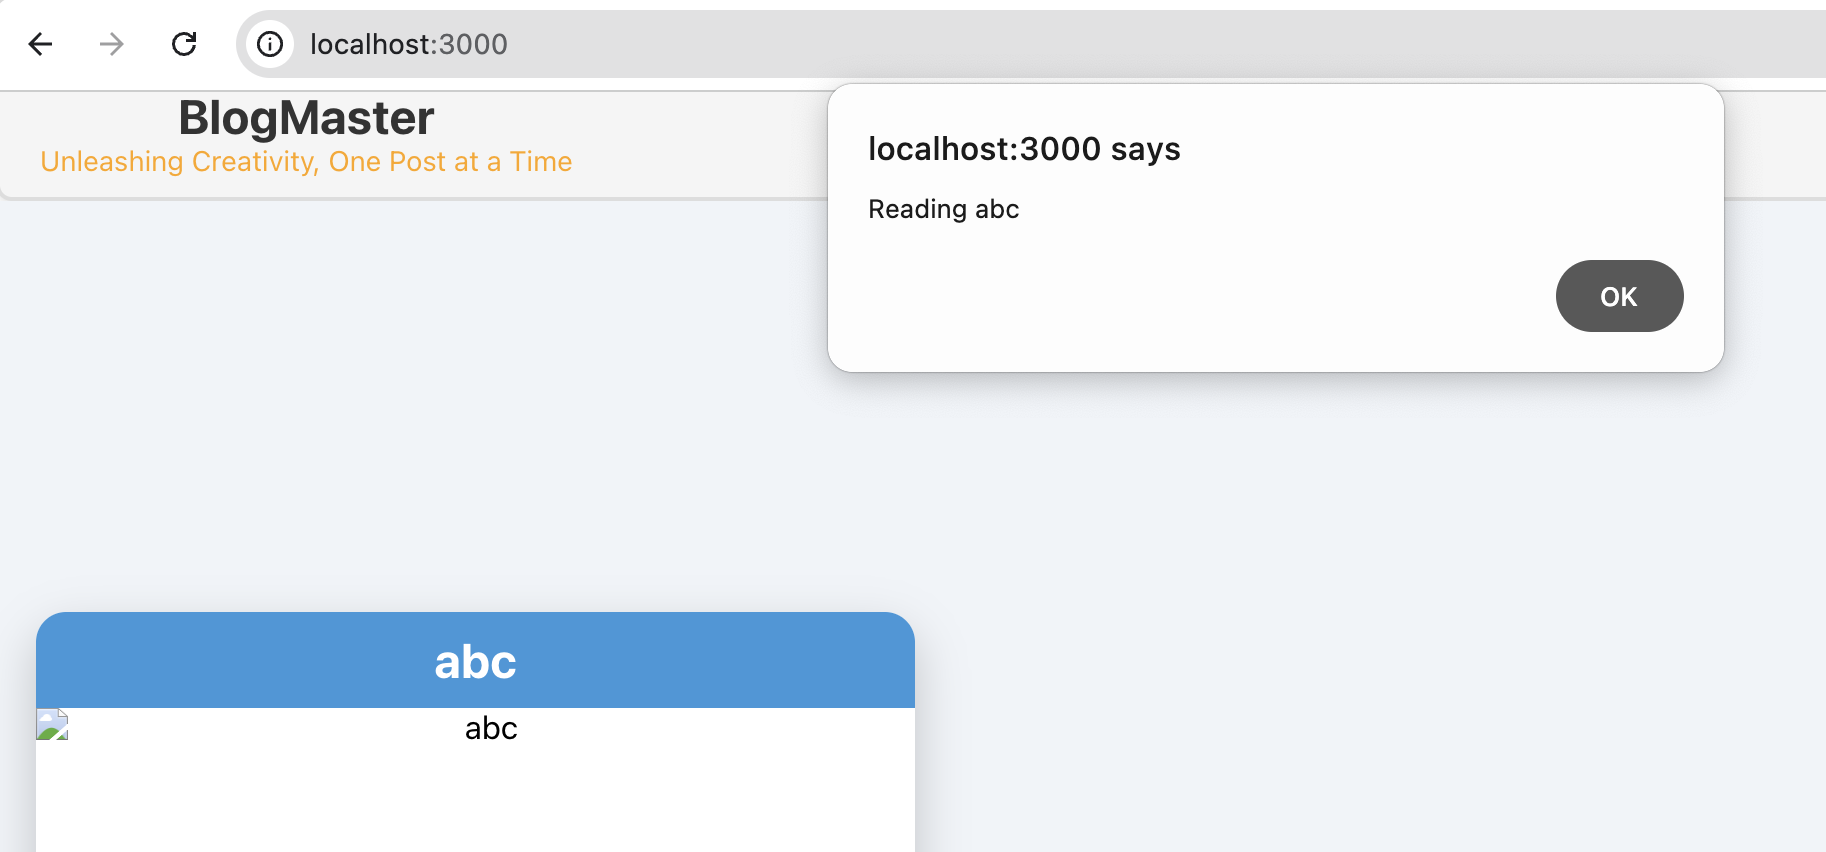 localhost:3000
BlogMaster
Unleashing Creativity, One Post at a Time
localhost:3000 says
Reading abc
OK
abc
abc